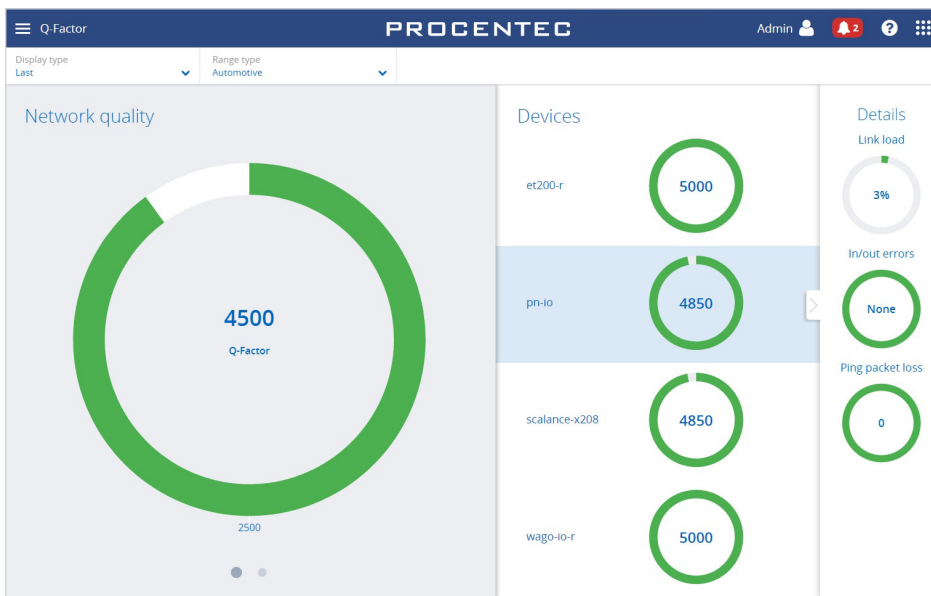 Q-Factor
PROCENTEC
Admin
2
?
Display type
Last
Range type
Automotive
Network quality
4500
Q-Factor
2500
Devices
et200-r
5000
pn-io
4850
scalance-x208
4850
wago-io-r
5000
Details
Link load
3%
In/out errors
None
Ping packet loss
0